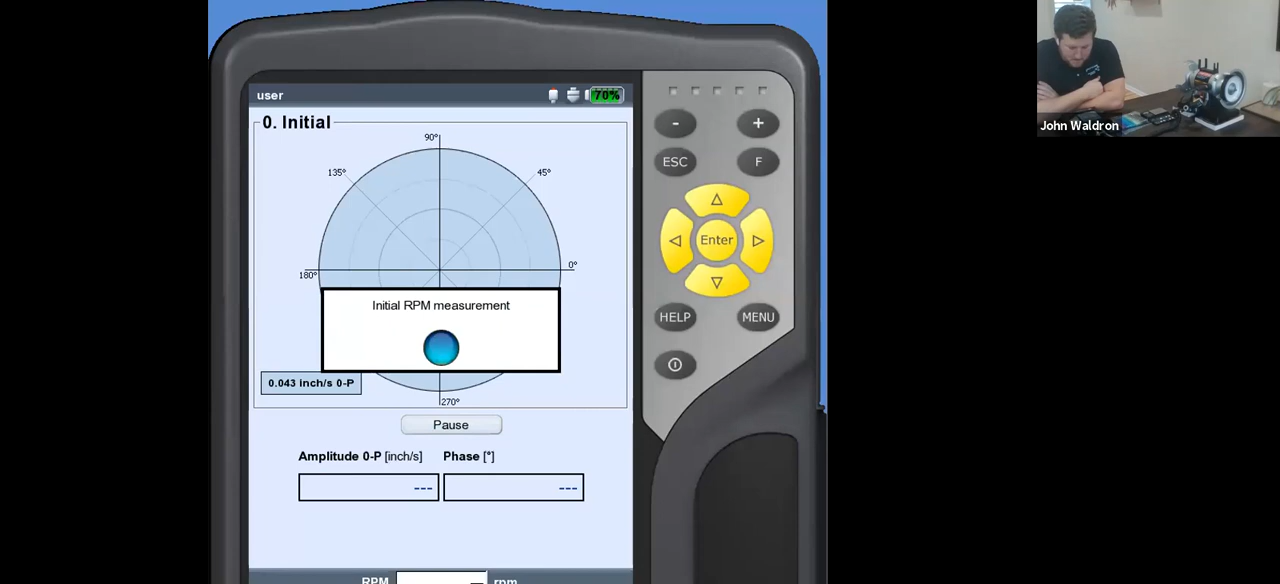 user
70%
0. Initial
90°
135°
45°
0°
180°
Initial RPM measurement
0.043 inch/s 0-P
270°
Pause
Amplitude 0-P [inch/s]
Phase [°]
---
---
RPM
rpm
-
+
ESC
F
Enter
HELP
MENU
John Waldron